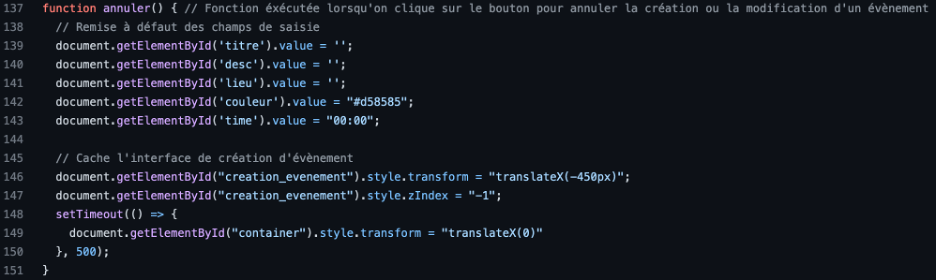 137 function annuler() { // Fonction éxécutée lorsqu'on clique sur le bouton pour annuler la création ou la modification d'un évènement
138 // Remise à défaut des champs de saisie
139 document.getElementById('titre').value = '';
140 document.getElementById('desc').value = '';
141 document.getElementById('lieu').value = '';
142 document.getElementById('couleur').value = "#d58585";
143 document.getElementById('time').value = "00:00";
144
145 // Cache l'interface de création d'évènement
146 document.getElementById("creation_evenement").style.transform = "translateX(-450px)";
147 document.getElementById("creation_evenement").style.zIndex = "-1";
148 setTimeout(() => {
149 document.getElementById("container").style.transform = "translateX(0)"
150 }, 500);
151 }